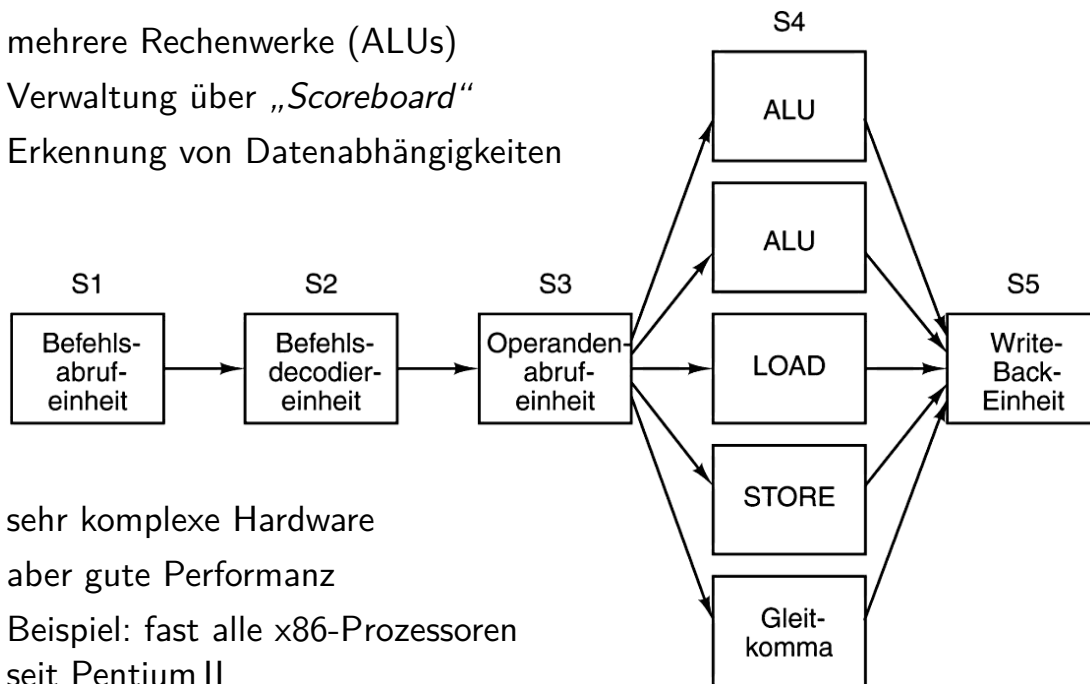 mehrere Rechenwerke (ALUs)
Verwaltung über „Scoreboard“
Erkennung von Datenabhängigkeiten
S1
Befehls-
abruf-
einheit
S2
Befehls-
decodier-
einheit
S3
Operanden-
abruf-
einheit
S4
ALU
ALU
LOAD
STORE
Gleit-
komma
S5
Write-
Back-
Einheit
sehr komplexe Hardware
aber gute Performanz
Beispiel: fast alle x86-Prozessoren
seit Pentium II